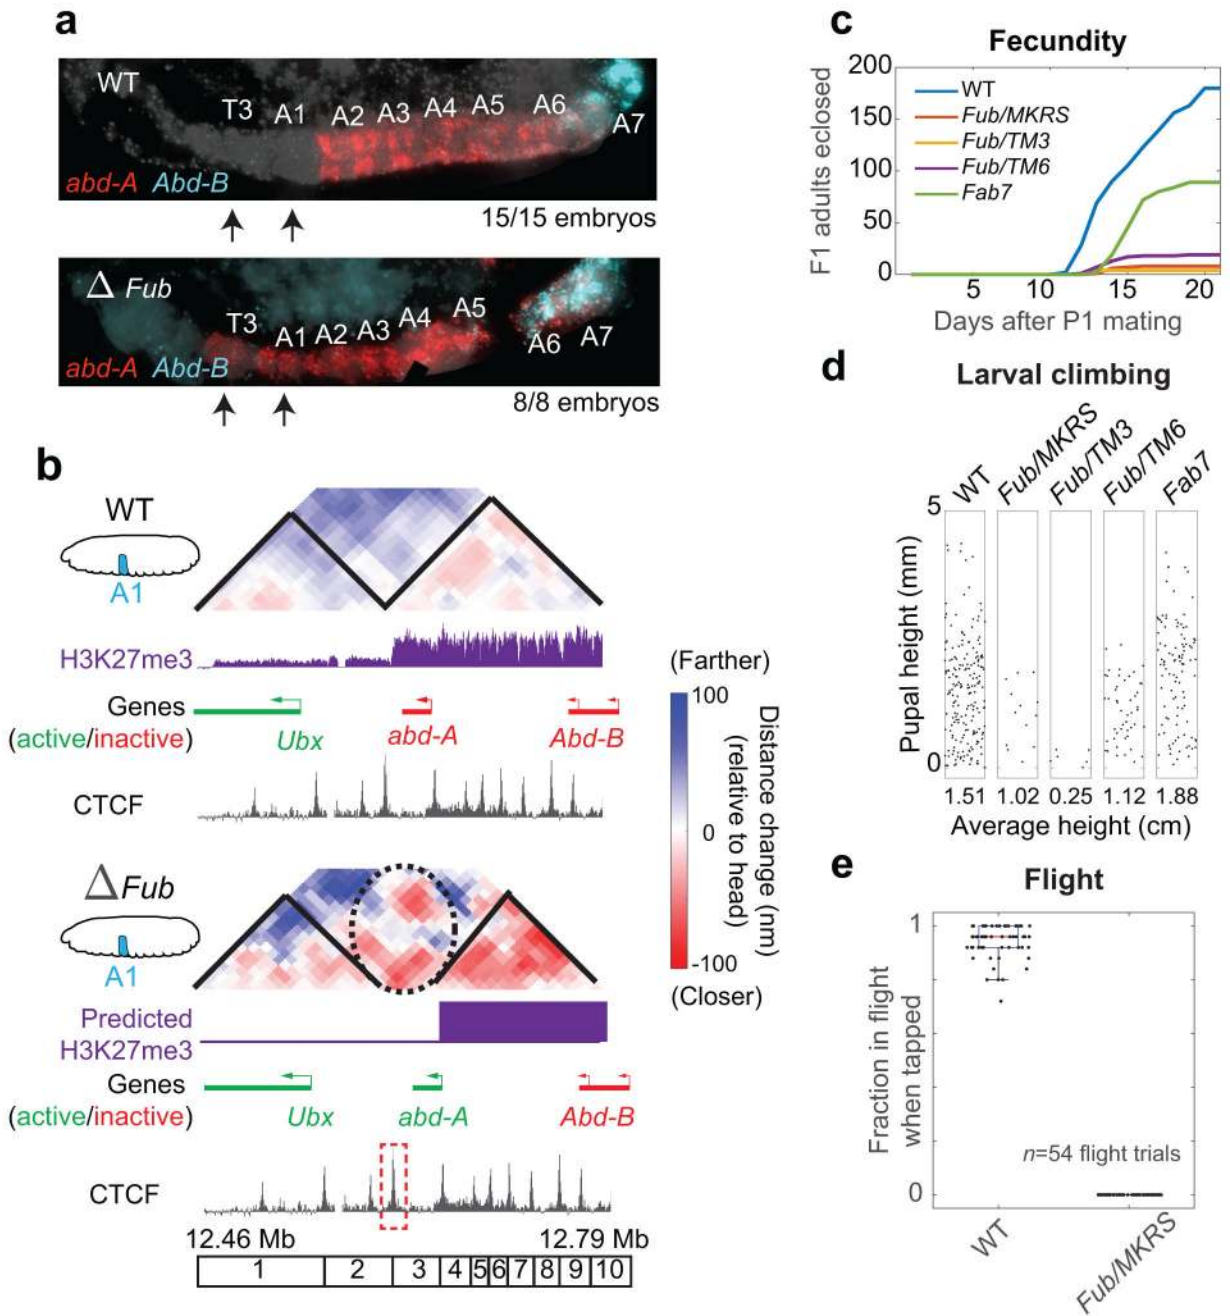 a
WT
T3 A1 A2 A3 A4 A5 A6 A7
abd-A Abd-B
15/15 embryos
Δ Fub
T3 A1 A2 A3 A4 A5 A6 A7
abd-A Abd-B
8/8 embryos
b
WT
A1
H3K27me3
Genes
(active/inactive)
Ubx abd-A Abd-B
CTCF
(Farther)
100
0
-100
(Closer)
Distance change (nm)
(relative to head)
ΔFub
A1
Predicted
H3K27me3
Genes
(active/inactive)
Ubx abd-A Abd-B
CTCF
12.46 Mb 12.79 Mb
1 2 3 4 5 6 7 8 9 10
c
Fecundity
F1 adults eclosed
200
150
100
50
0
WT
Fub/MKRS
Fub/TM3
Fub/TM6
Fab7
5 10 15 20
Days after P1 mating
d
Larval climbing
WT Fub/MKRS Fub/TM3 Fub/TM6 Fab7
Pupal height (mm)
5
0
1.51 1.02 0.25 1.12 1.88
Average height (cm)
e
Flight
Fraction in flight
when tapped
1
0
n=54 flight trials
WT Fub/MKRS